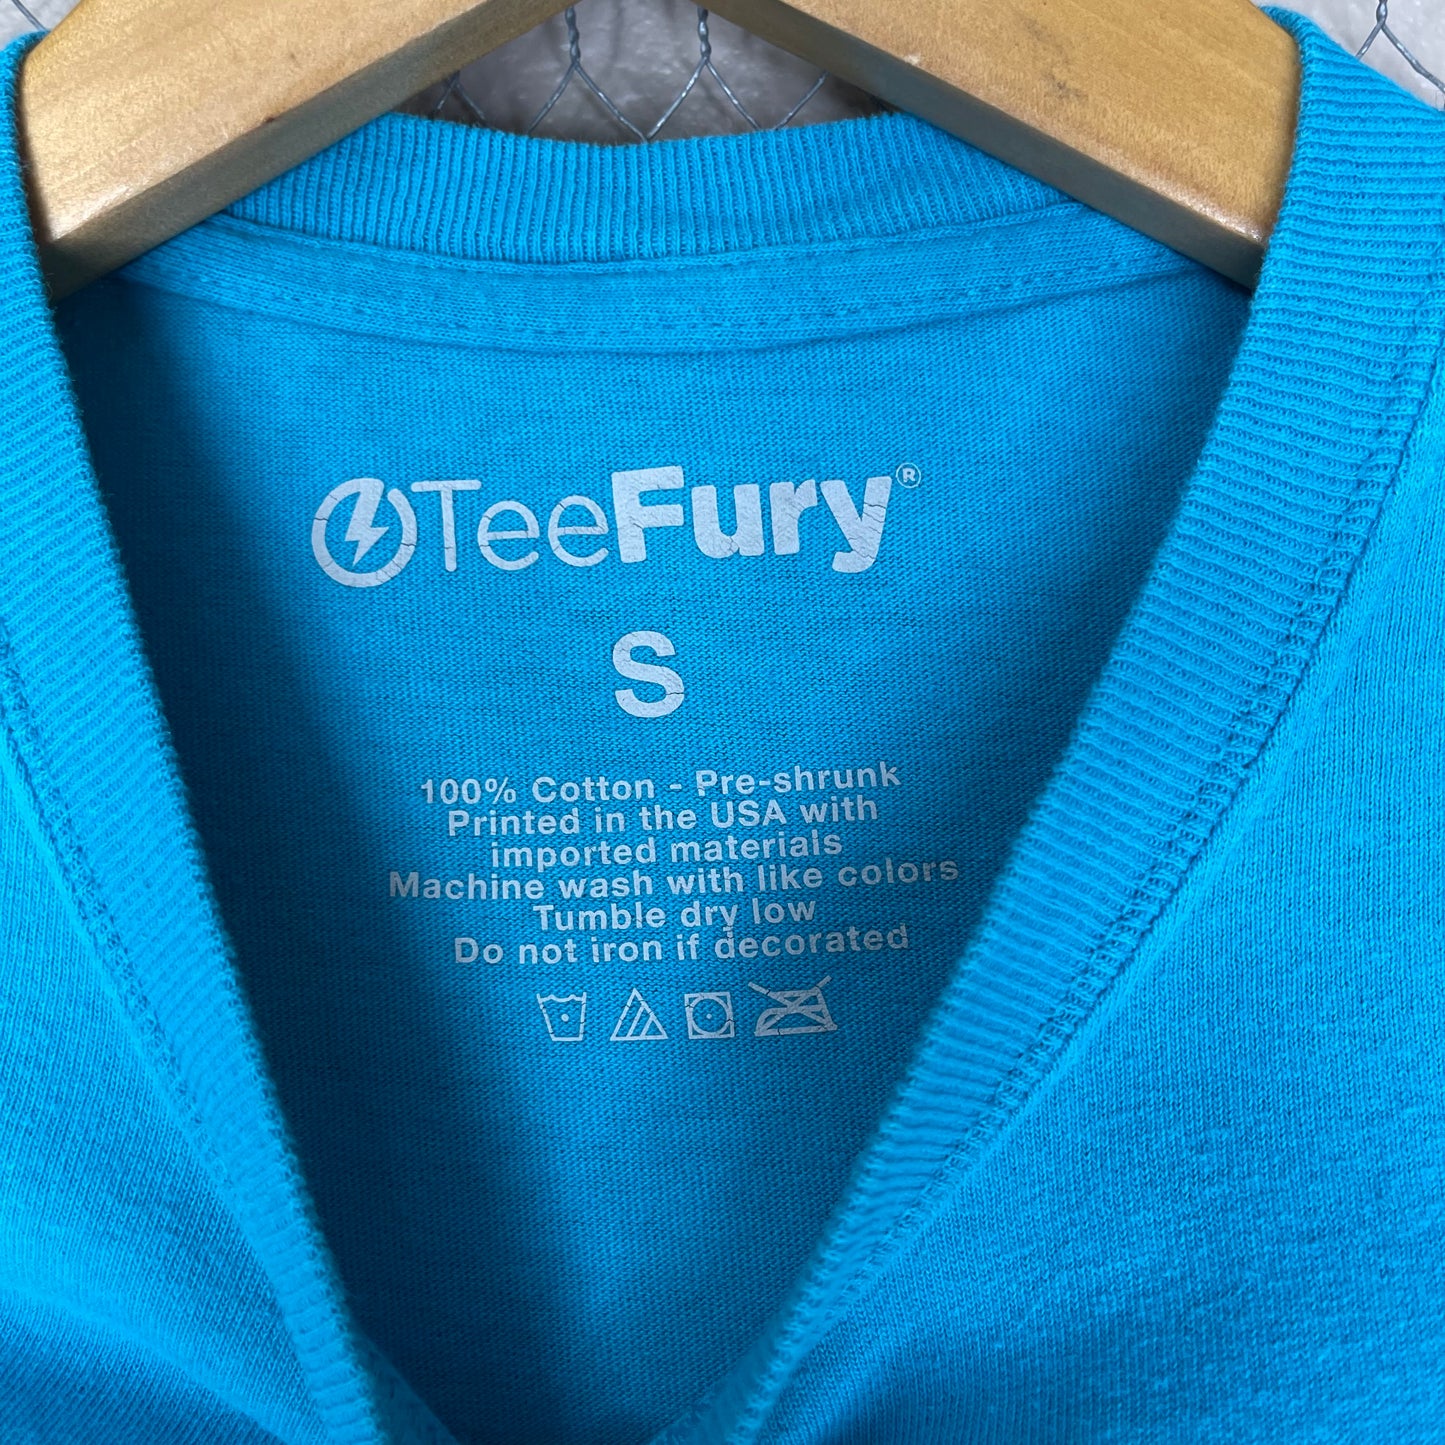 TeeFury®
S
100% Cotton - Pre-shrunk
Printed in the USA with
imported materials
Machine wash with like colors
Tumble dry low
Do not iron if decorated